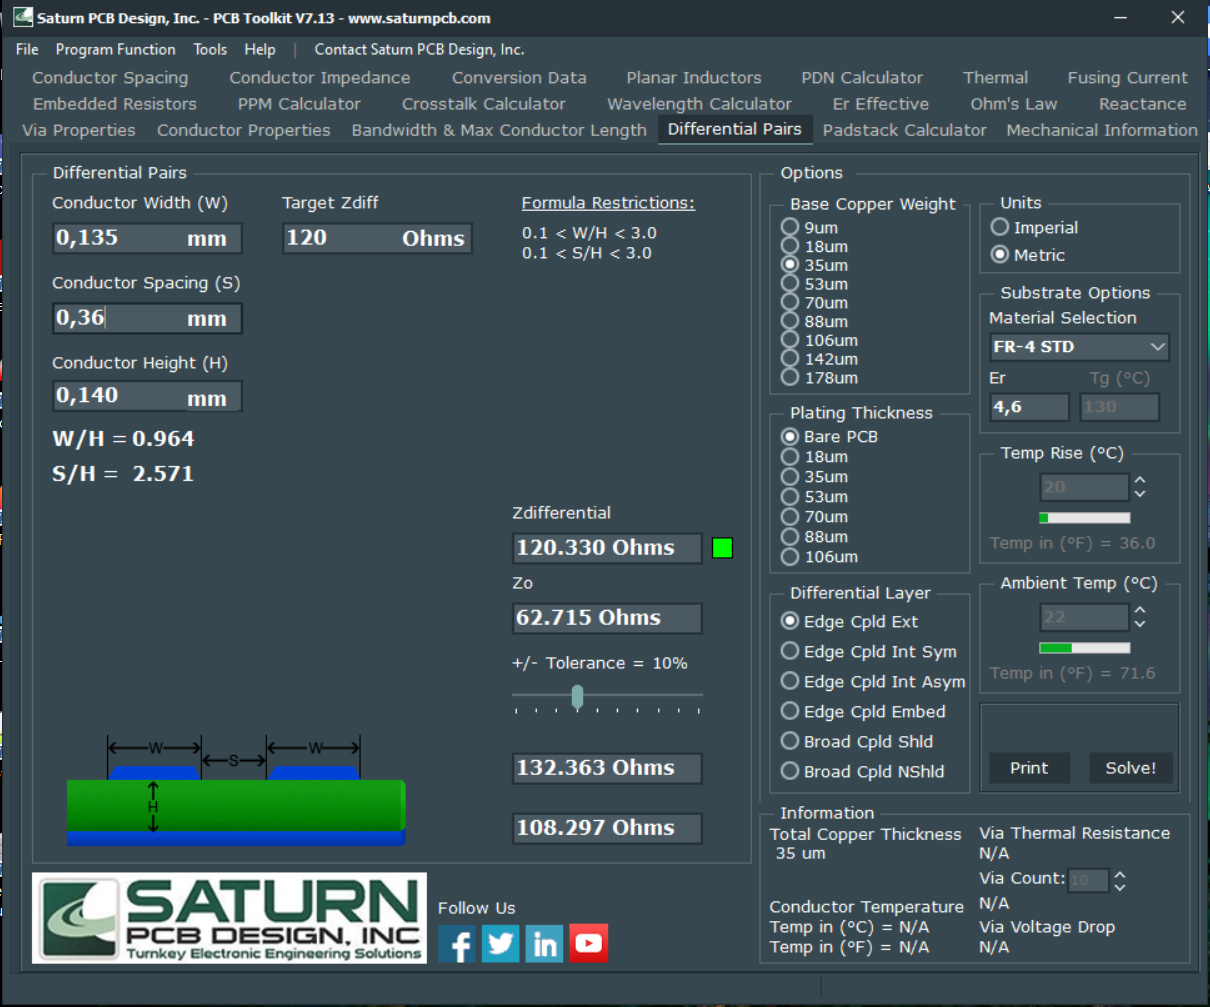 Saturn PCB Design, Inc. - PCB Toolkit V7.13 - www.saturnpcb.com
File Program Function Tools Help | Contact Saturn PCB Design, Inc.
Conductor Spacing Conductor Impedance Conversion Data Planar Inductors PDN Calculator Thermal Fusing Current
Embedded Resistors PPM Calculator Crosstalk Calculator Wavelength Calculator Er Effective Ohm's Law Reactance
Via Properties Conductor Properties Bandwidth & Max Conductor Length Differential Pairs Padstack Calculator Mechanical Information
Differential Pairs
Conductor Width (W)
0,135 mm
Target Zdiff
120 Ohms
Formula Restrictions:
0.1 < W/H < 3.0
0.1 < S/H < 3.0
Conductor Spacing (S)
0,36 mm
Conductor Height (H)
0,140 mm
W/H = 0.964
S/H = 2.571
Zdifferential
120.330 Ohms
Zo
62.715 Ohms
+/- Tolerance = 10%
132.363 Ohms
108.297 Ohms
W
S
W
H
Options
Base Copper Weight
9um
18um
35um
53um
70um
88um
106um
142um
178um
Plating Thickness
Bare PCB
18um
35um
53um
70um
88um
106um
Differential Layer
Edge Cpld Ext
Edge Cpld Int Sym
Edge Cpld Int Asym
Edge Cpld Embed
Broad Cpld Shld
Broad Cpld NShld
Units
Imperial
Metric
Substrate Options
Material Selection
FR-4 STD
Er Tg (°C)
4,6 130
Temp Rise (°C)
20
Temp in (°F) = 36.0
Ambient Temp (°C)
22
Temp in (°F) = 71.6
Print Solve!
Information
Total Copper Thickness
35 um
Conductor Temperature
Temp in (°C) = N/A
Temp in (°F) = N/A
Via Thermal Resistance
N/A
Via Count: 10
N/A
Via Voltage Drop
N/A
SATURN
PCB DESIGN, INC
Turnkey Electronic Engineering Solutions
Follow Us
f
in